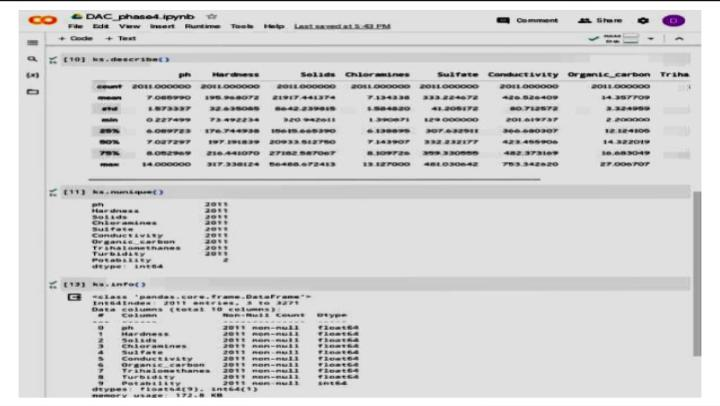 DAC_phase4.ipynb
File Edit View Insert Runtime Tools Help Last saved at 5:43 PM
Comment Share
+ Code + Text
[10] ks.describe()
ph Hardness Solids Chloramines Sulfate Conductivity Organic_carbon Triha
count 2011.000000 2011.000000 2011.000000 2011.000000 2011.000000 2011.000000 2011.000000
mean 7.085990 195.968072 21917.441374 7.134338 333.224672 426.526409 14.357709
std 1.573337 32.635085 8642.239815 1.584820 41.205172 80.712572 3.324959
min 0.227499 73.492234 320.942611 1.390871 129.000000 201.619737 2.200000
25% 6.089723 176.744938 15615.665390 6.138895 307.632511 366.680307 12.124105
50% 7.027297 197.191839 20933.512750 7.143907 332.232177 423.455906 14.322019
75% 8.052969 216.441070 27182.587067 8.109726 359.330555 482.373169 16.683049
max 14.000000 317.338124 56488.672413 13.127000 481.030642 753.342620 27.006707
[11] ks.nunique()
ph 2011
Hardness 2011
Solids 2011
Chloramines 2011
Sulfate 2011
Conductivity 2011
Organic_carbon 2011
Trihalomethanes 2011
Turbidity 2011
Potability 2
dtype: int64
[13] ks.info()
<class 'pandas.core.frame.DataFrame'>
Int64Index: 2011 entries, 3 to 3271
Data columns (total 10 columns):
# Column Non-Null Count Dtype
0 ph 2011 non-null float64
1 Hardness 2011 non-null float64
2 Solids 2011 non-null float64
3 Chloramines 2011 non-null float64
4 Sulfate 2011 non-null float64
5 Conductivity 2011 non-null float64
6 Organic_carbon 2011 non-null float64
7 Trihalomethanes 2011 non-null float64
8 Turbidity 2011 non-null float64
9 Potability 2011 non-null int64
dtypes: float64(9), int64(1)
memory usage: 172.8 KB